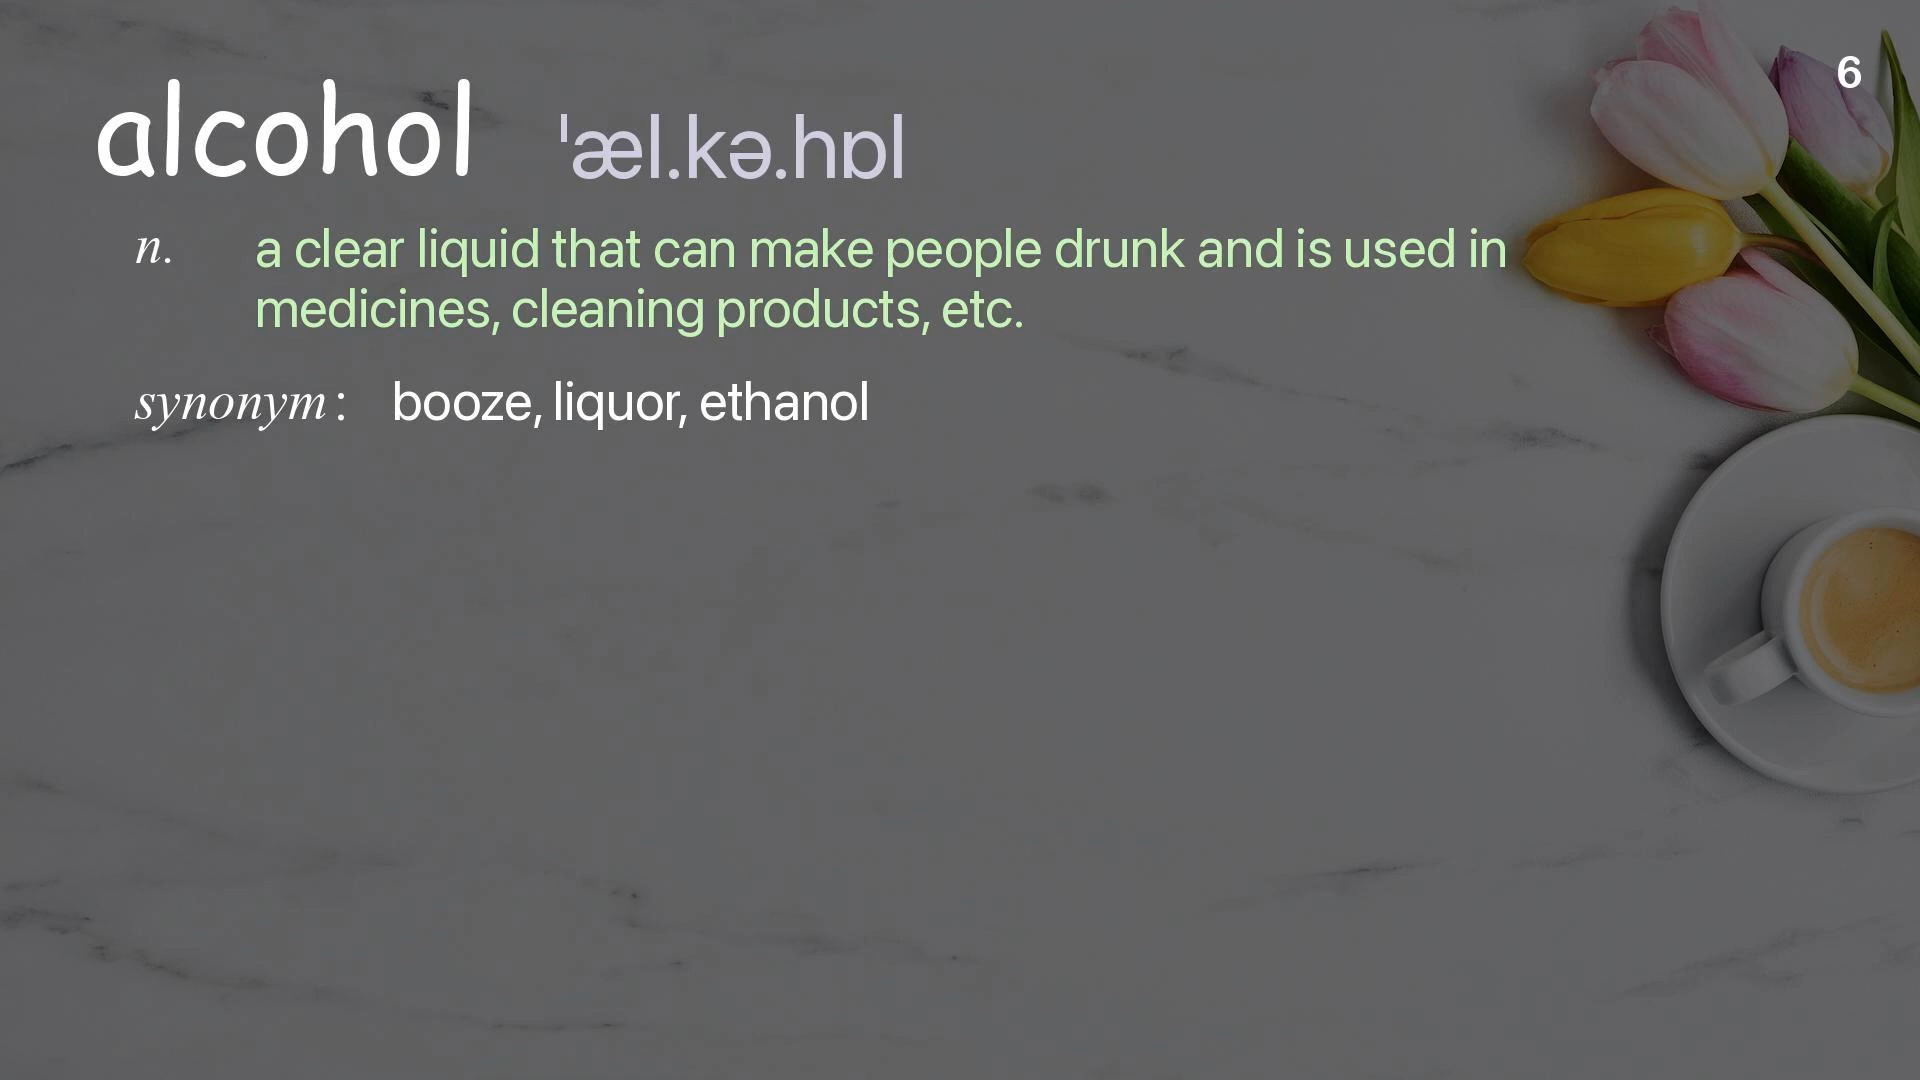 6
alcohol ˈæl.kə.hɒl
n. a clear liquid that can make people drunk and is used in
medicines, cleaning products, etc.
synonym: booze, liquor, ethanol